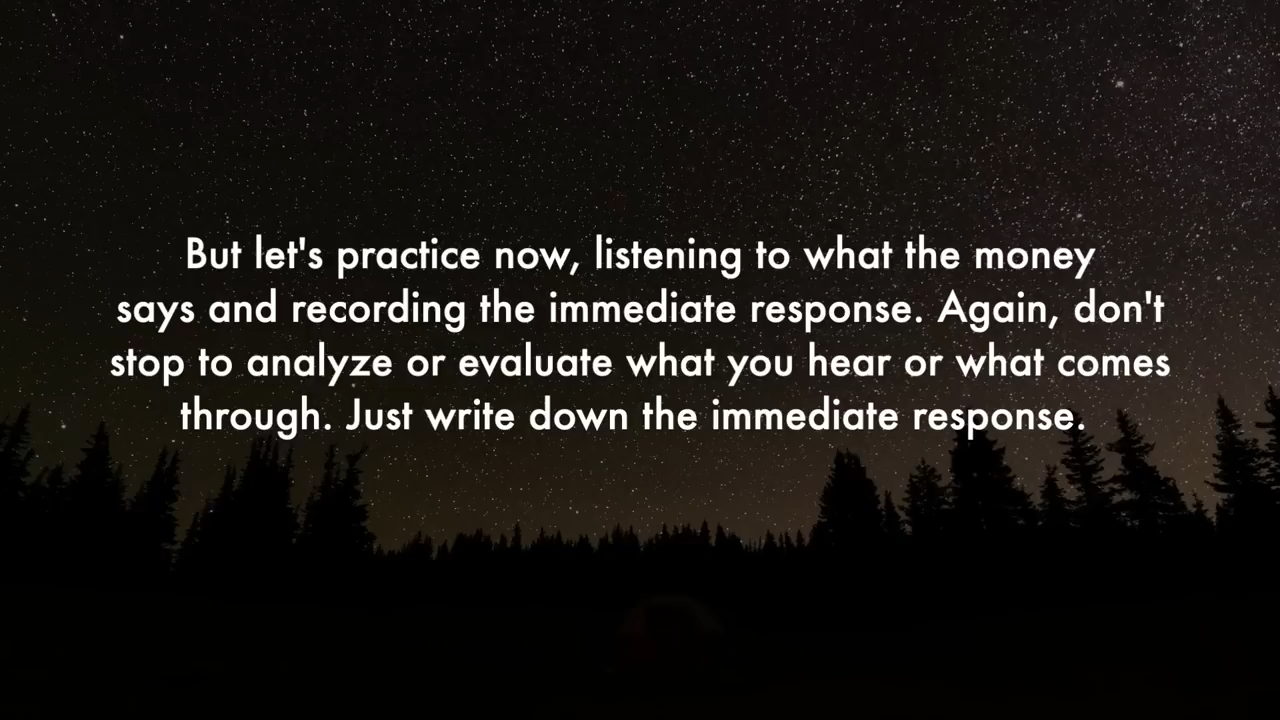 But let's practice now, listening to what the money
says and recording the immediate response. Again, don't
stop to analyze or evaluate what you hear or what comes
through. Just write down the immediate response.